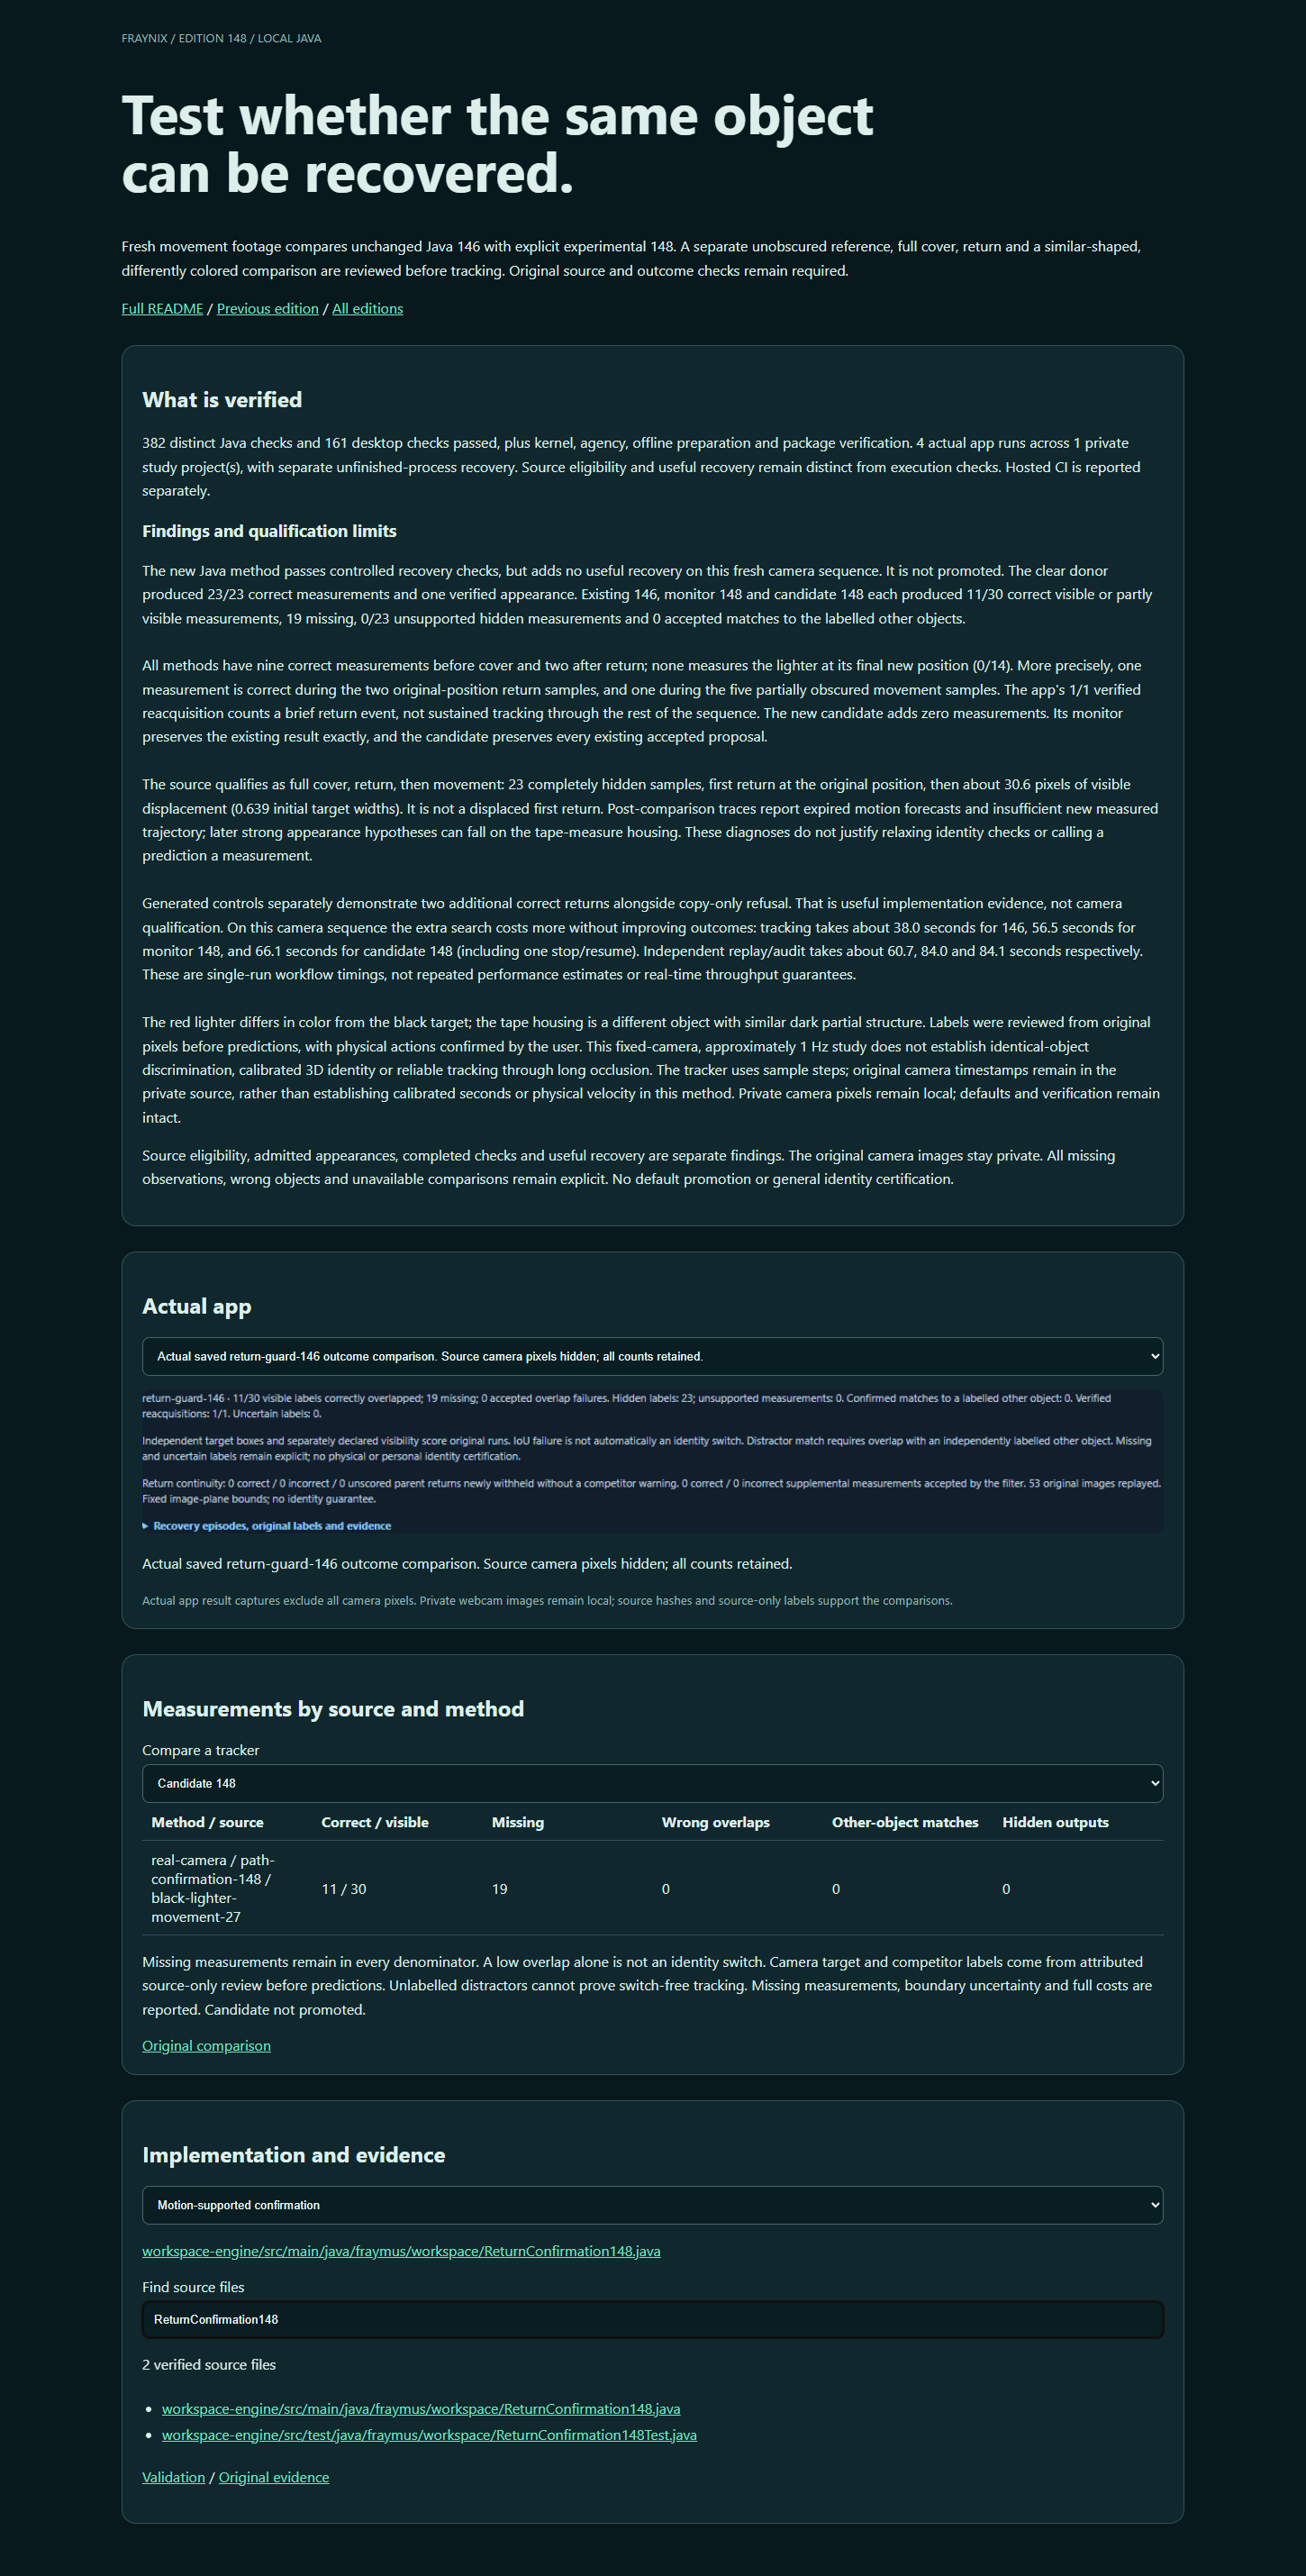 FRAYNIX / EDITION 148 / LOCAL JAVA
Test whether the same object
can be recovered.
Fresh movement footage compares unchanged Java 146 with explicit experimental 148. A separate unobscured reference, full cover, return and a similar-shaped,
differently colored comparison are reviewed before tracking. Original source and outcome checks remain required.
Full README / Previous edition / All editions
What is verified
382 distinct Java checks and 161 desktop checks passed, plus kernel, agency, offline preparation and package verification. 4 actual app runs across 1 private
study project(s), with separate unfinished-process recovery. Source eligibility and useful recovery remain distinct from execution checks. Hosted CI is reported
separately.
Findings and qualification limits
The new Java method passes controlled recovery checks, but adds no useful recovery on this fresh camera sequence. It is not promoted. The clear donor
produced 23/23 correct measurements and one verified appearance. Existing 146, monitor 148 and candidate 148 each produced 11/30 correct visible or partly
visible measurements, 19 missing, 0/23 unsupported hidden measurements and 0 accepted matches to the labelled other objects.
All methods have nine correct measurements before cover and two after return; none measures the lighter at its final new position (0/14). More precisely, one
measurement is correct during the two original-position return samples, and one during the five partially obscured movement samples. The app's 1/1 verified
reacquisition counts a brief return event, not sustained tracking through the rest of the sequence. The new candidate adds zero measurements. Its monitor
preserves the existing result exactly, and the candidate preserves every existing accepted proposal.
The source qualifies as full cover, return, then movement: 23 completely hidden samples, first return at the original position, then about 30.6 pixels of visible
displacement (0.639 initial target widths). It is not a displaced first return. Post-comparison traces report expired motion forecasts and insufficient new measured
trajectory; later strong appearance hypotheses can fall on the tape-measure housing. These diagnoses do not justify relaxing identity checks or calling a
prediction a measurement.
Generated controls separately demonstrate two additional correct returns alongside copy-only refusal. That is useful implementation evidence, not camera
qualification. On this camera sequence the extra search costs more without improving outcomes: tracking takes about 38.0 seconds for 146, 56.5 seconds for
monitor 148, and 66.1 seconds for candidate 148 (including one stop/resume). Independent replay/audit takes about 60.7, 84.0 and 84.1 seconds respectively.
These are single-run workflow timings, not repeated performance estimates or real-time throughput guarantees.
The red lighter differs in color from the black target; the tape housing is a different object with similar dark partial structure. Labels were reviewed from original
pixels before predictions, with physical actions confirmed by the user. This fixed-camera, approximately 1 Hz study does not establish identical-object
discrimination, calibrated 3D identity or reliable tracking through long occlusion. The tracker uses sample steps; original camera timestamps remain in the
private source, rather than establishing calibrated seconds or physical velocity in this method. Private camera pixels remain local; defaults and verification remain
intact.
Source eligibility, admitted appearances, completed checks and useful recovery are separate findings. The original camera images stay private. All missing
observations, wrong objects and unavailable comparisons remain explicit. No default promotion or general identity certification.
Actual app
Actual saved return-guard-146 outcome comparison. Source camera pixels hidden; all counts retained.
return-guard-146 · 11/30 visible labels correctly overlapped; 19 missing; 0 accepted overlap failures. Hidden labels: 23; unsupported measurements: 0. Confirmed matches to a labelled other object: 0. Verified
reacquisitions: 1/1. Uncertain labels: 0.
Independent target boxes and separately declared visibility score original runs. IoU failure is not automatically an identity switch. Distractor match requires overlap with an independently labelled other object. Missing
and uncertain labels remain explicit; no physical or personal identity certification.
Return continuity: 0 correct / 0 incorrect / 0 unscored parent returns newly withheld without a competitor warning. 0 correct / 0 incorrect supplemental measurements accepted by the filter. 53 original images replayed.
Fixed image-plane bounds; no identity guarantee.
▸ Recovery episodes, original labels and evidence
Actual saved return-guard-146 outcome comparison. Source camera pixels hidden; all counts retained.
Actual app result captures exclude all camera pixels. Private webcam images remain local; source hashes and source-only labels support the comparisons.
Measurements by source and method
Compare a tracker
Candidate 148
Method / source Correct / visible Missing Wrong overlaps Other-object matches Hidden outputs
real-camera / path-
confirmation-148 /
black-lighter-
movement-27
11 / 30 19 0 0 0
Missing measurements remain in every denominator. A low overlap alone is not an identity switch. Camera target and competitor labels come from attributed
source-only review before predictions. Unlabelled distractors cannot prove switch-free tracking. Missing measurements, boundary uncertainty and full costs are
reported. Candidate not promoted.
Original comparison
Implementation and evidence
Motion-supported confirmation
workspace-engine/src/main/java/fraymus/workspace/ReturnConfirmation148.java
Find source files
ReturnConfirmation148
2 verified source files
• workspace-engine/src/main/java/fraymus/workspace/ReturnConfirmation148.java
• workspace-engine/src/test/java/fraymus/workspace/ReturnConfirmation148Test.java
Validation / Original evidence